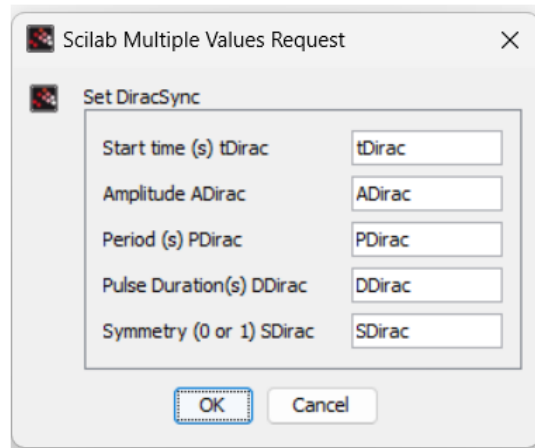 Scilab Multiple Values Request
Set DiracSync
Start time (s) tDirac tDirac
Amplitude ADirac ADirac
Period (s) PDirac PDirac
Pulse Duration(s) DDirac DDirac
Symmetry (0 or 1) SDirac SDirac
OK Cancel